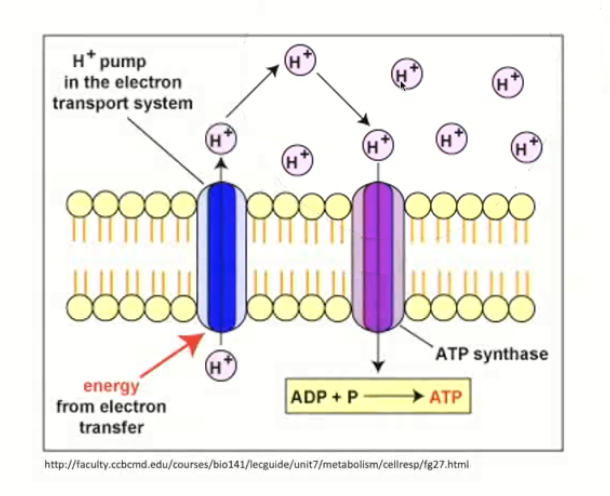 H+ pump
in the electron
transport system
H+
H+
H+
H+
H+
H+
H+
H+
H+
ATP synthase
H+
energy
from electron
transfer
ADP + P → ATP
http://faculty.ccbcmd.edu/courses/bio141/lecguide/unit7/metabolism/cellresp/fg27.html